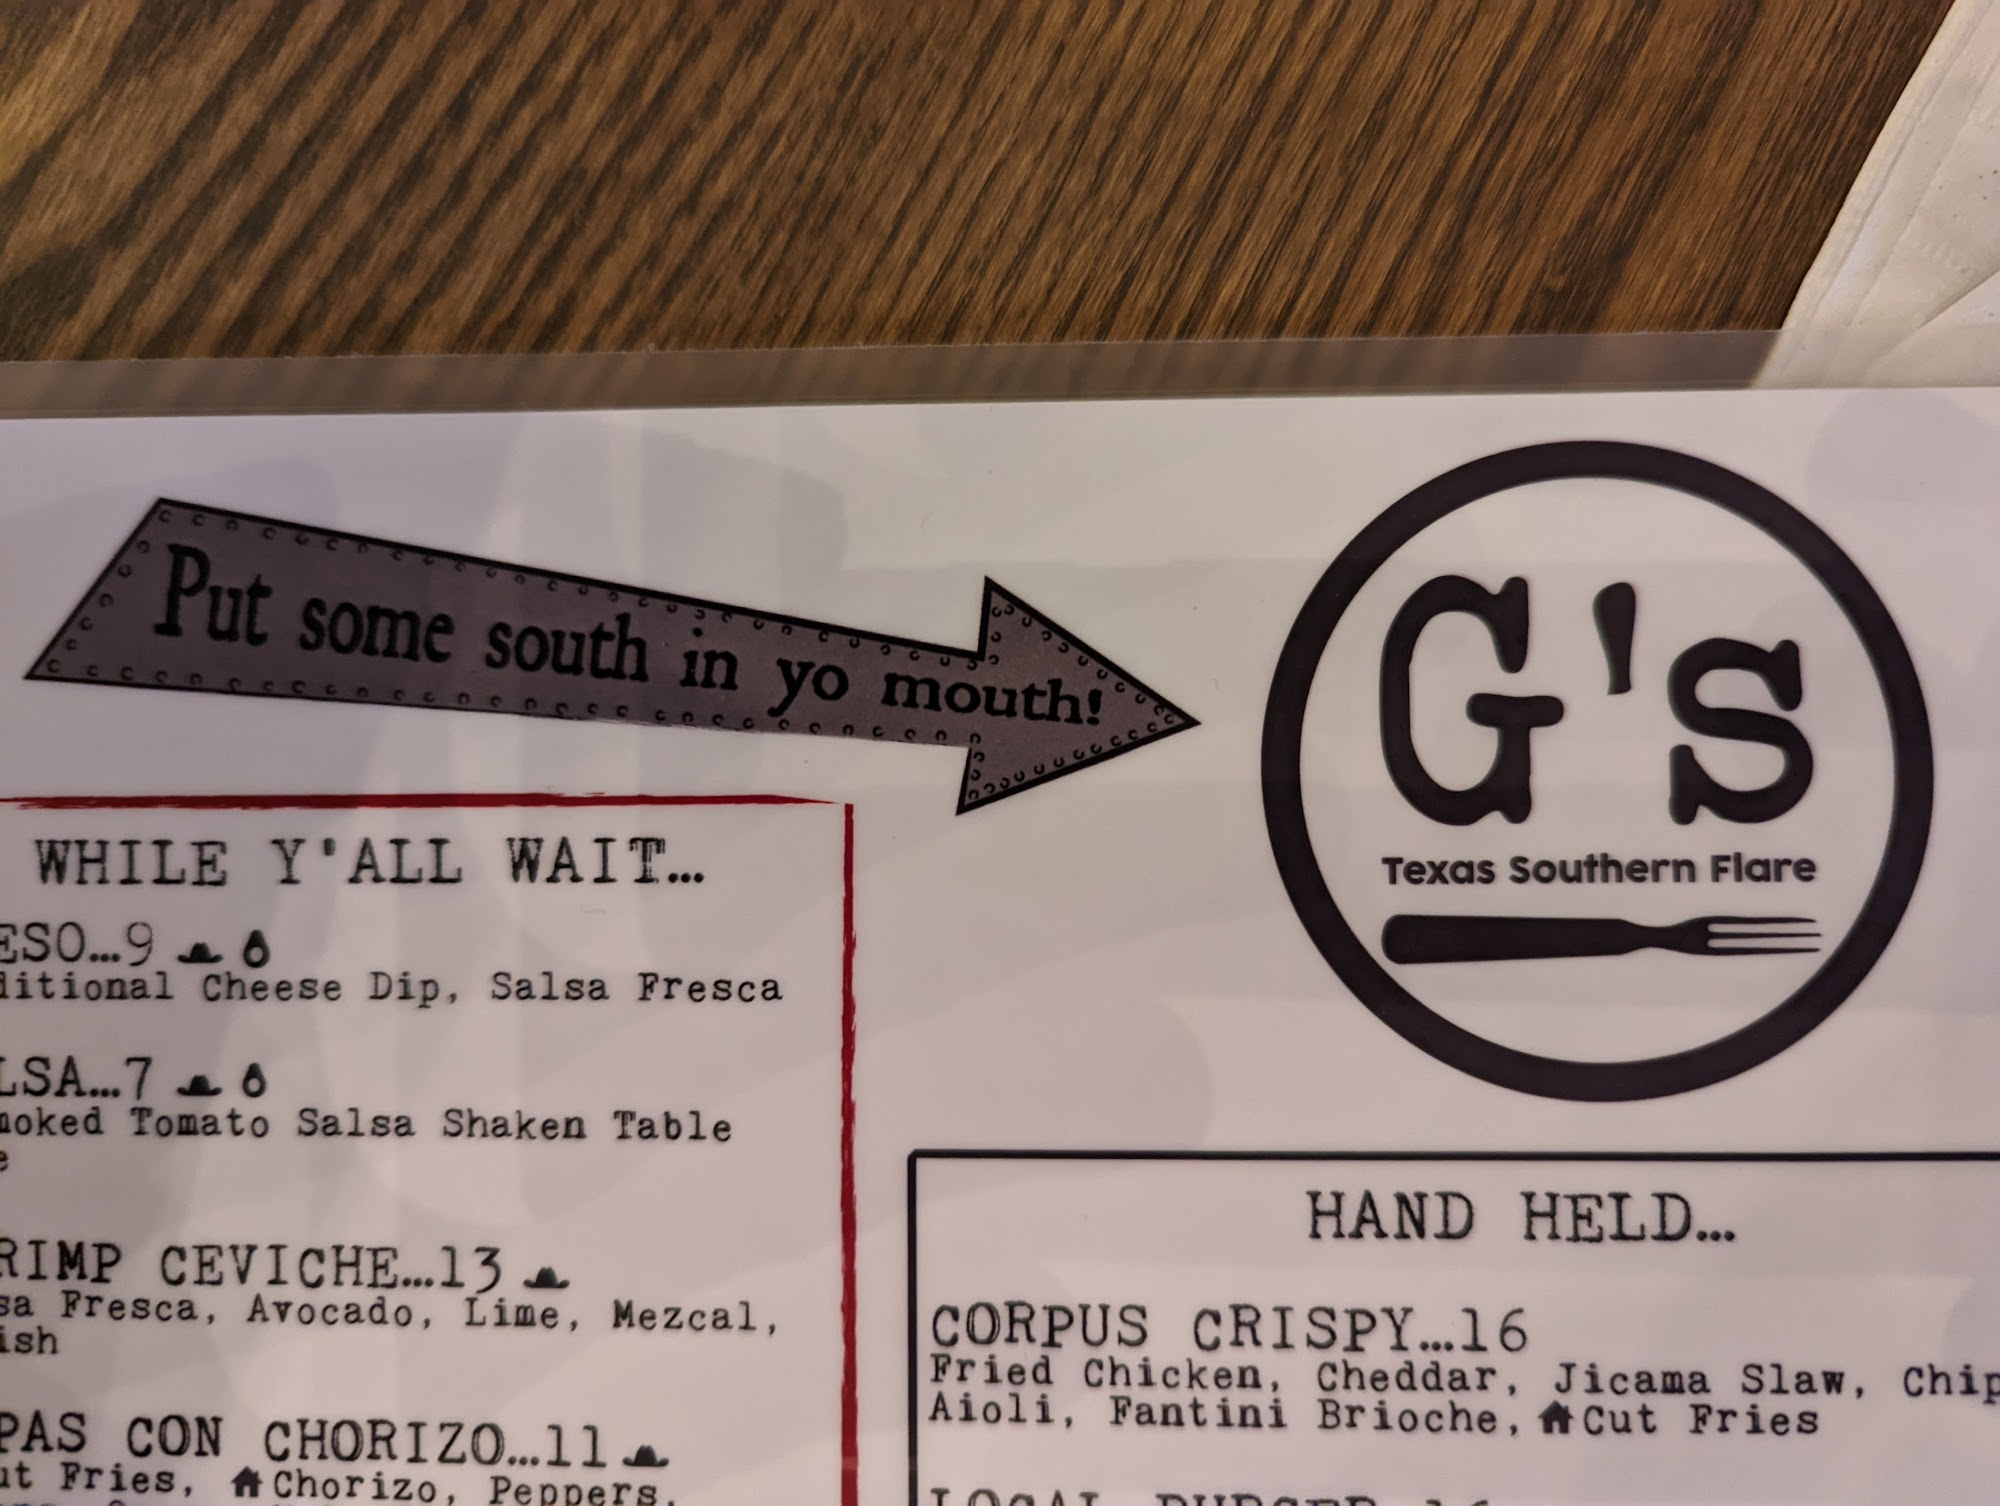 Put some south in yo mouth!
G's
Texas Southern Flare
WHILE Y'ALL WAIT…
ESO…9
ditional Cheese Dip, Salsa Fresca
LSA…7
moked Tomato Salsa Shaken Table
e
RIMP CEVICHE…13
sa Fresca, Avocado, Lime, Mezcal,
ish
PAS CON CHORIZO…11
ut Fries, Chorizo, Peppers,
HAND HELD…
CORPUS CRISPY…16
Fried Chicken, Cheddar, Jicama Slaw, Chip
Aioli, Fantini Brioche, Cut Fries